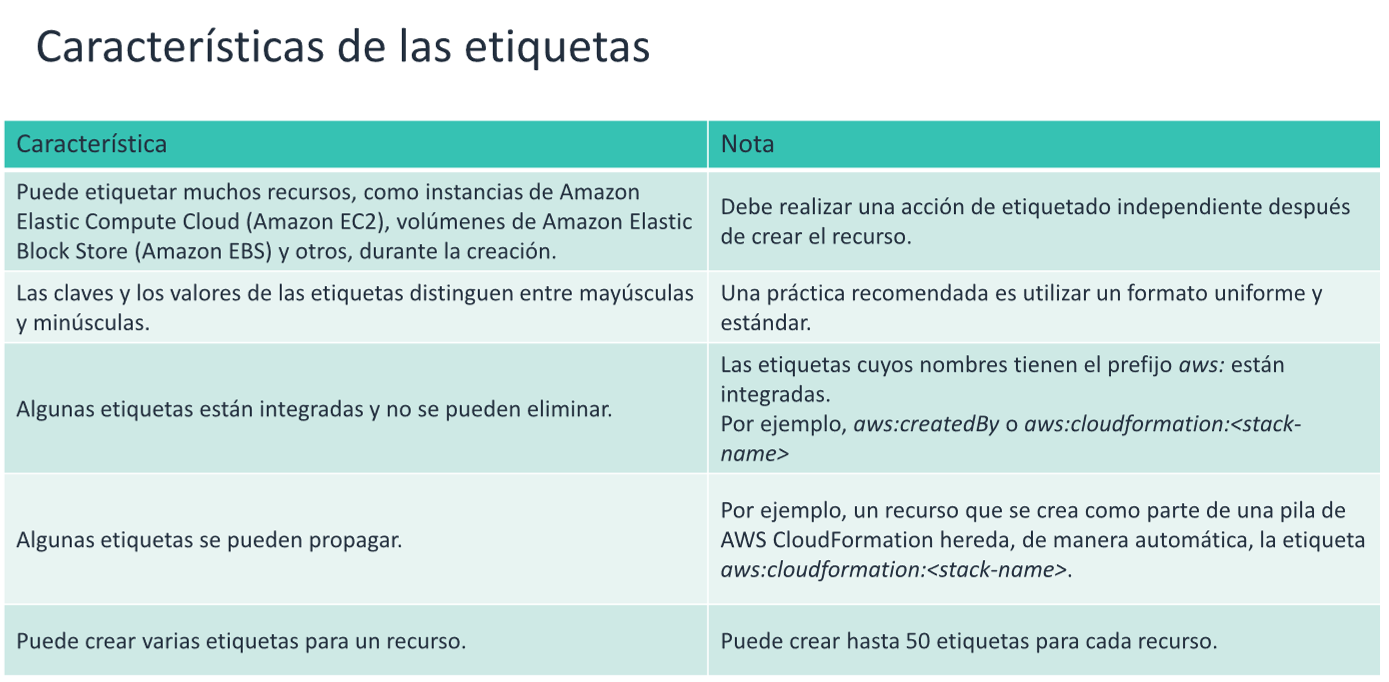 Características de las etiquetas
Característica
Nota
Puede etiquetar muchos recursos, como instancias de Amazon
Elastic Compute Cloud (Amazon EC2), volúmenes de Amazon Elastic
Block Store (Amazon EBS) y otros, durante la creación.
Debe realizar una acción de etiquetado independiente después
de crear el recurso.
Las claves y los valores de las etiquetas distinguen entre mayúsculas
y minúsculas.
Una práctica recomendada es utilizar un formato uniforme y
estándar.
Algunas etiquetas están integradas y no se pueden eliminar.
Las etiquetas cuyos nombres tienen el prefijo aws: están
integradas.
Por ejemplo, aws:createdBy o aws:cloudformation:<stack-
name>
Algunas etiquetas se pueden propagar.
Por ejemplo, un recurso que se crea como parte de una pila de
AWS CloudFormation hereda, de manera automática, la etiqueta
aws:cloudformation:<stack-name>.
Puede crear varias etiquetas para un recurso.
Puede crear hasta 50 etiquetas para cada recurso.